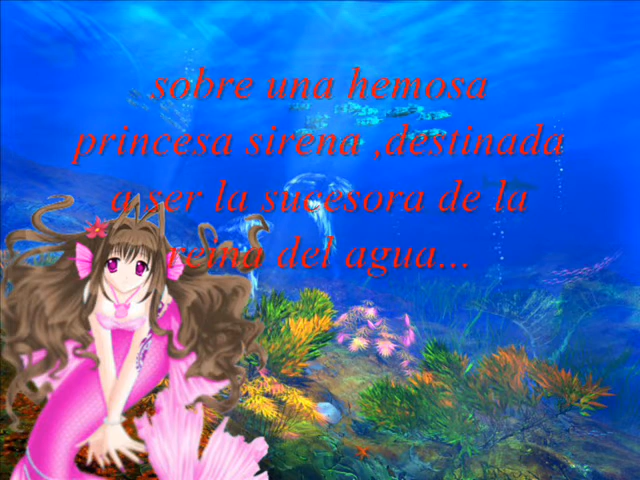 sobre una hemosa
princesa sirena ,destinada
a ser la sucesora de la
reina del agua...